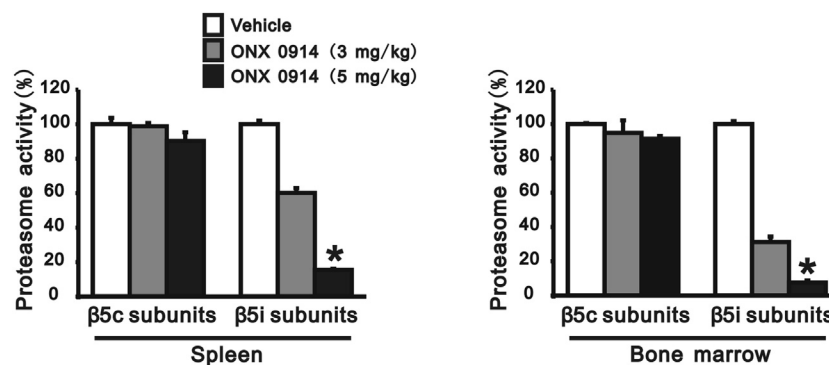 Vehicle
ONX 0914 (3 mg/kg)
ONX 0914 (5 mg/kg)
Proteasome activity(%)
120
100
80
60
40
20
0
*
β5c subunits β5i subunits
Spleen
Proteasome activity(%)
120
100
80
60
40
20
0
*
β5c subunits β5i subunits
Bone marrow